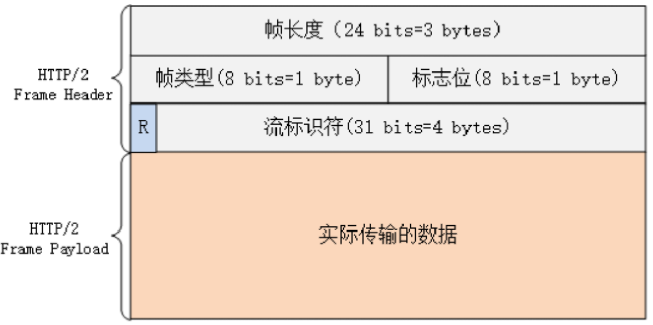 帧长度（24 bits=3 bytes）
HTTP/2
Frame Header
帧类型(8 bits=1 byte)
标志位(8 bits=1 byte)
R
流标识符(31 bits=4 bytes)
HTTP/2
Frame Payload
实际传输的数据